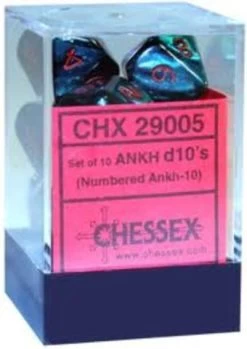 CHX 29005
Set of 10 ANKH d10's
(Numbered Ankh-10)
CHESSEX
www.chessex.com